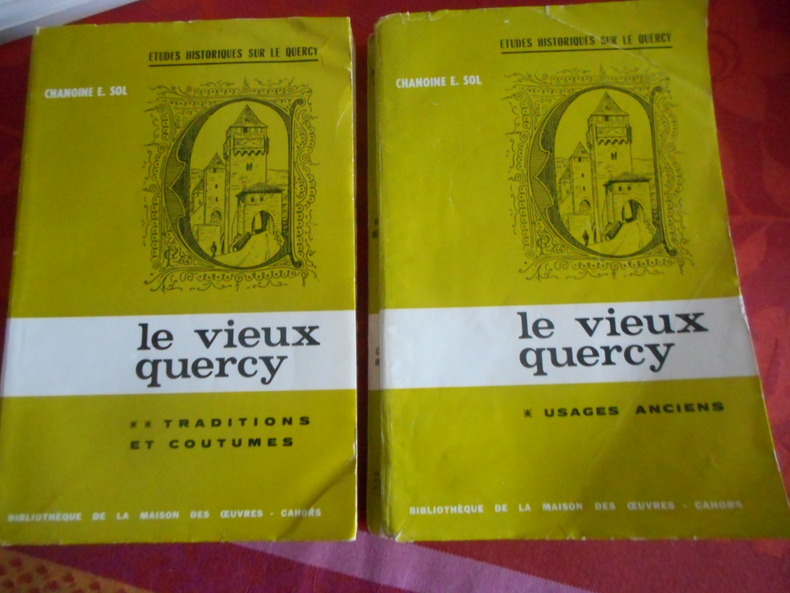 ETUDES HISTORIQUES SUR LE QUERCY
CHANOINE E. SOL
le vieux
quercy
** TRADITIONS
ET COUTUMES
BIBLIOTHÈQUE DE LA MAISON DES ŒUVRES - CAHORS
ETUDES HISTORIQUES SUR LE QUERCY
CHANOINE E. SOL
le vieux
quercy
* USAGES ANCIENS
BIBLIOTHÈQUE DE LA MAISON DES ŒUVRES - CAHORS